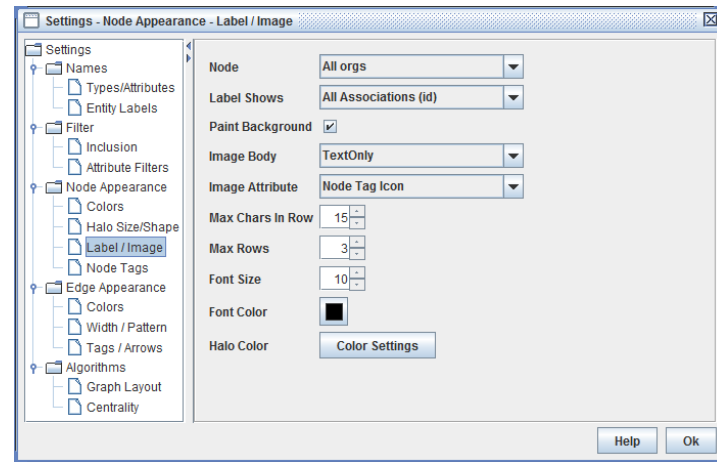 Settings - Node Appearance - Label / Image
Settings
Names
Types/Attributes
Entity Labels
Filter
Inclusion
Attribute Filters
Node Appearance
Colors
Halo Size/Shape
Label / Image
Node Tags
Edge Appearance
Colors
Width / Pattern
Tags / Arrows
Algorithms
Graph Layout
Centrality
Node All orgs
Label Shows All Associations (id)
Paint Background
Image Body TextOnly
Image Attribute Node Tag Icon
Max Chars In Row 15
Max Rows 3
Font Size 10
Font Color
Halo Color Color Settings
Help Ok